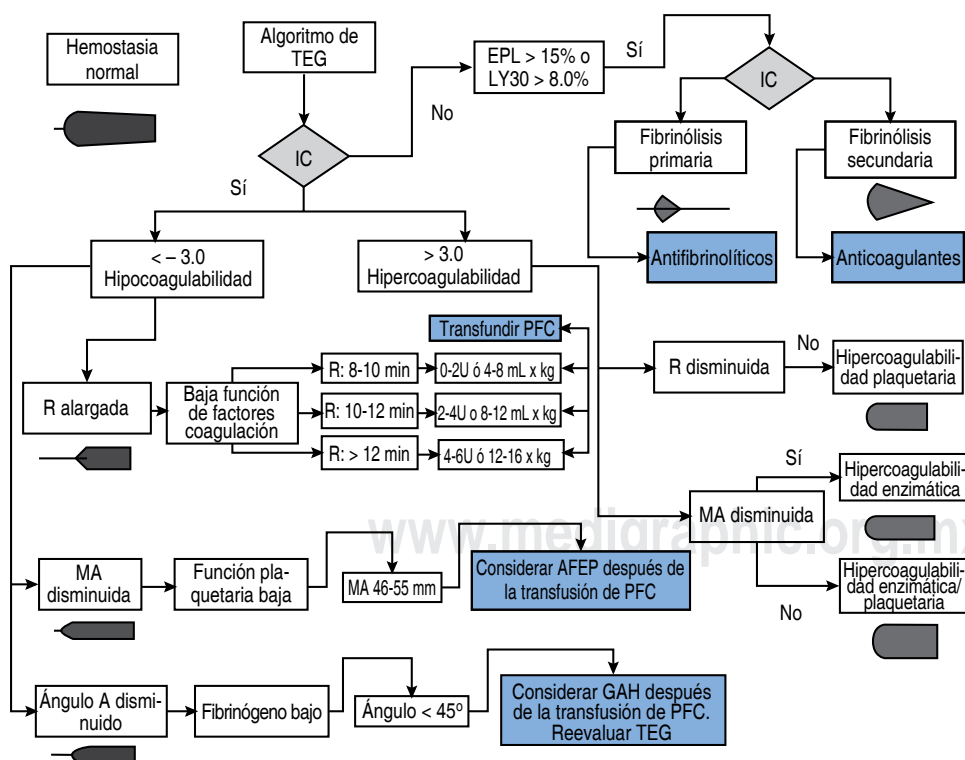 Hemostasia
normal
Algoritmo de
TEG
No
EPL > 15% o
LY30 > 8.0%
Sí
IC
IC
Sí
Fibrinólisis
primaria
Fibrinólisis
secundaria
Antifibrinolíticos
Anticoagulantes
< – 3.0
Hipocoagulabilidad
> 3.0
Hipercoagulabilidad
Transfundir PFC
R alargada
Baja función
de factores
coagulación
R: 8-10 min
0-2U ó 4-8 mL x kg
R: 10-12 min
2-4U o 8-12 mL x kg
R: > 12 min
4-6U ó 12-16 x kg
R disminuida
No
Hipercoagulabi-
lidad plaquetaria
MA disminuida
Sí
Hipercoagulabili-
dad enzimática
No
Hipercoagulabili-
dad enzimática/
plaquetaria
www.medigraphic.org.mx
MA
disminuida
Función pla-
quetaria baja
MA 46-55 mm
Considerar AFEP después de
la transfusión de PFC
Ángulo A dismi-
nuido
Fibrinógeno bajo
Ángulo < 45º
Considerar GAH después
de la transfusión de PFC.
Reevaluar TEG